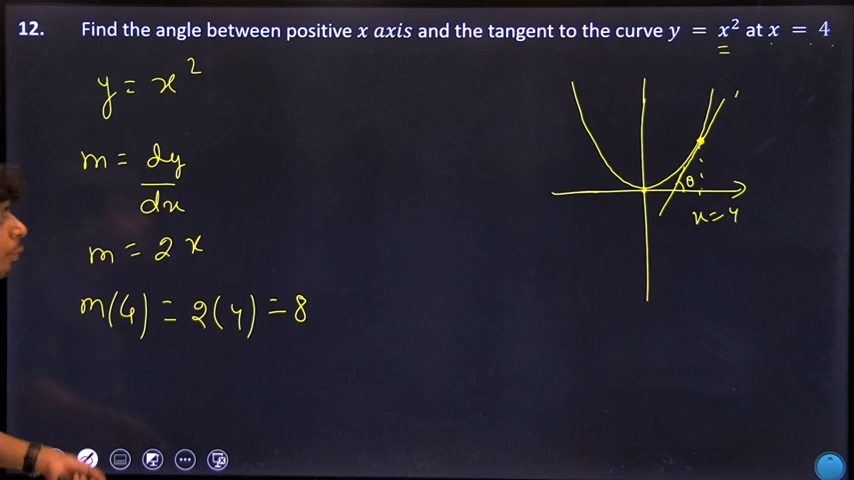 12. Find the angle between positive x axis and the tangent to the curve y = x² at x = 4
y = x²
m = dy/dx
m = 2x
m(4) = 2(4) = 8
θ
x = 4